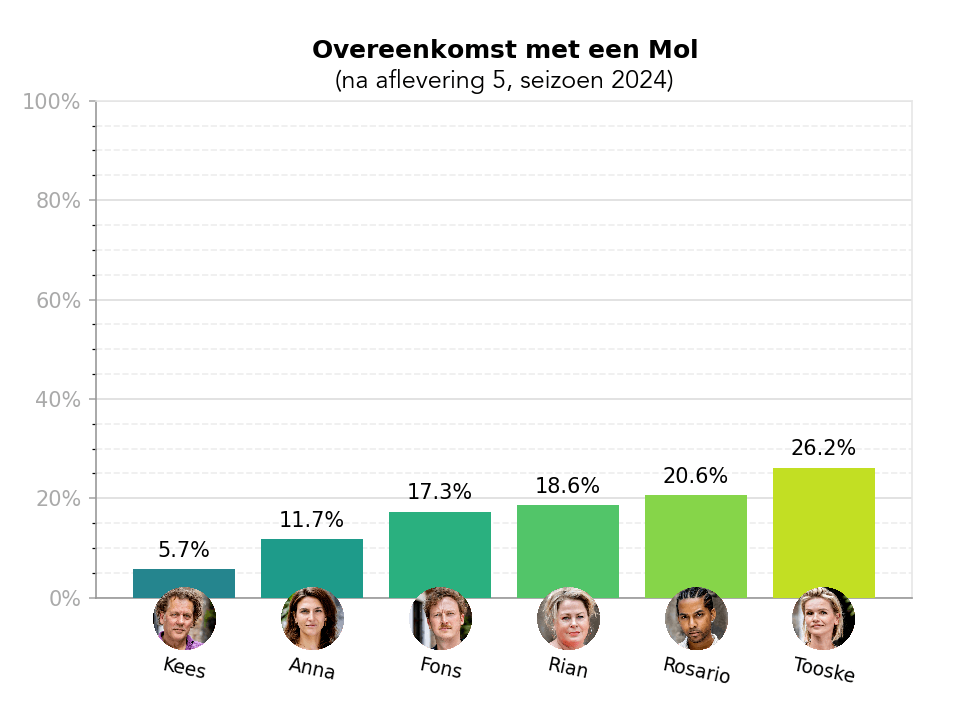 Overeenkomst met een Mol
(na aflevering 5, seizoen 2024)
100%
80%
60%
40%
20%
0%
5.7%
11.7%
17.3%
18.6%
20.6%
26.2%
Kees
Anna
Fons
Rian
Rosario
Tooske